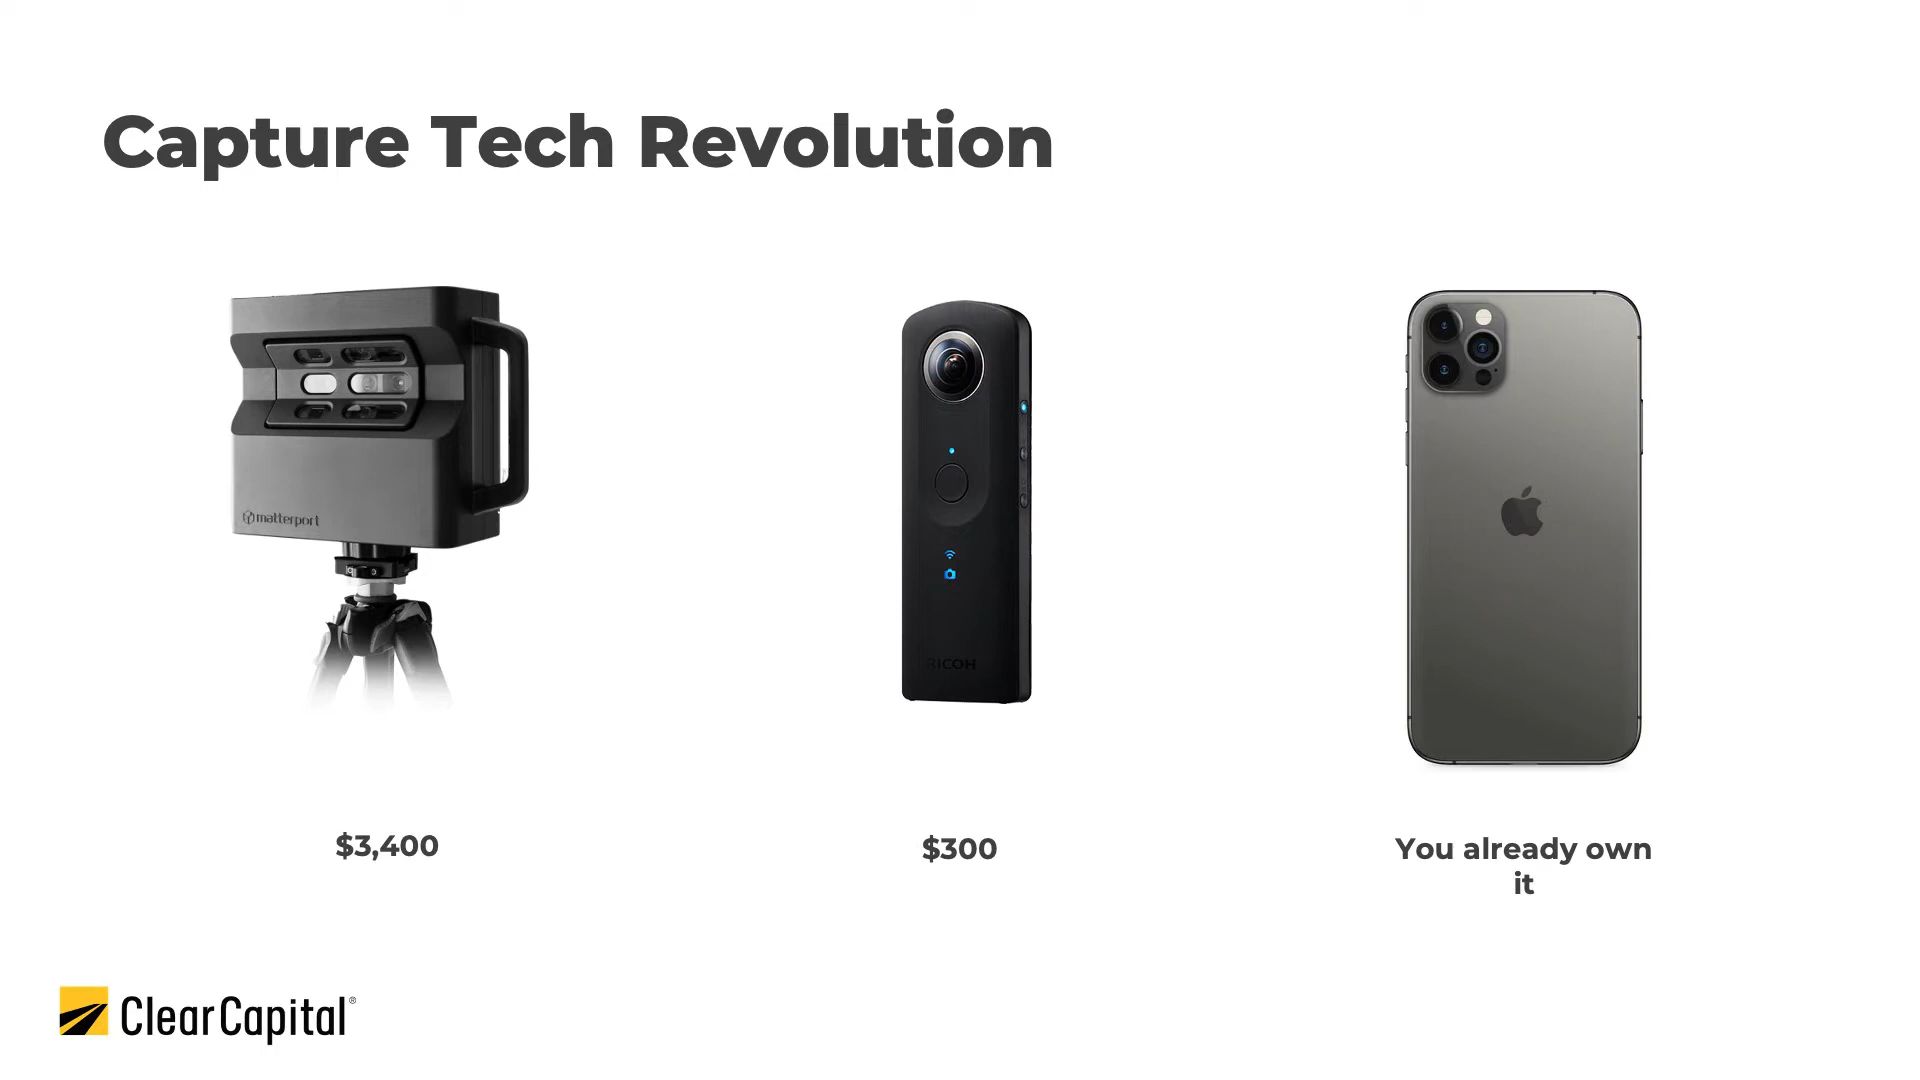 Capture Tech Revolution
matterport
RICOH
$3,400
$300
You already own
it
ClearCapital®